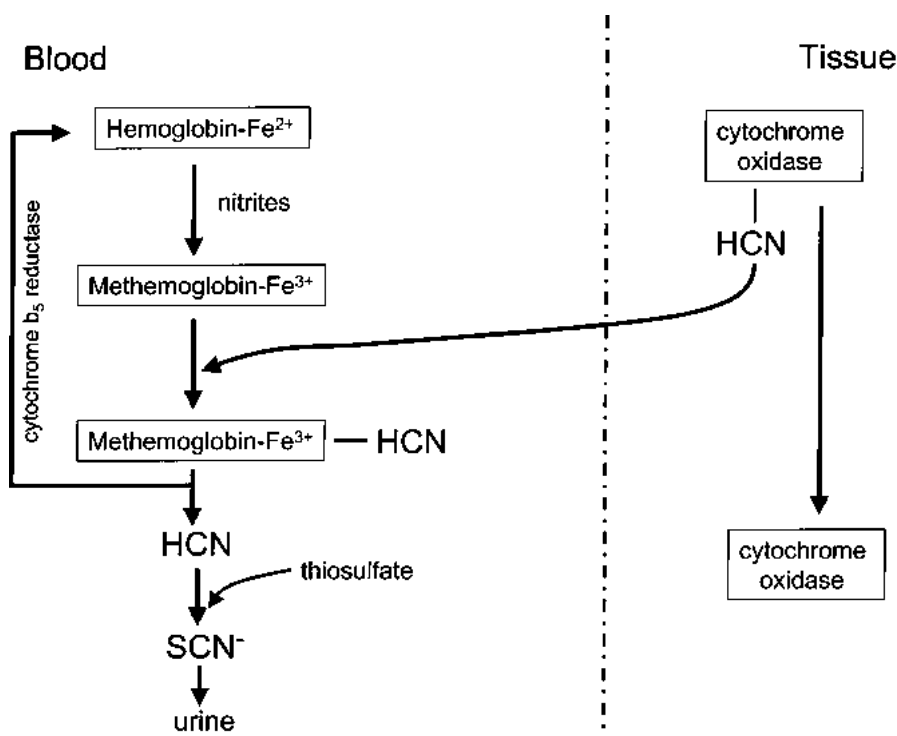 Blood
Tissue
Hemoglobin-Fe²⁺
cytochrome
oxidase
nitrites
HCN
cytochrome b₅ reductase
Methemoglobin-Fe³⁺
Methemoglobin-Fe³⁺
HCN
HCN
thiosulfate
cytochrome
oxidase
SCN⁻
urine